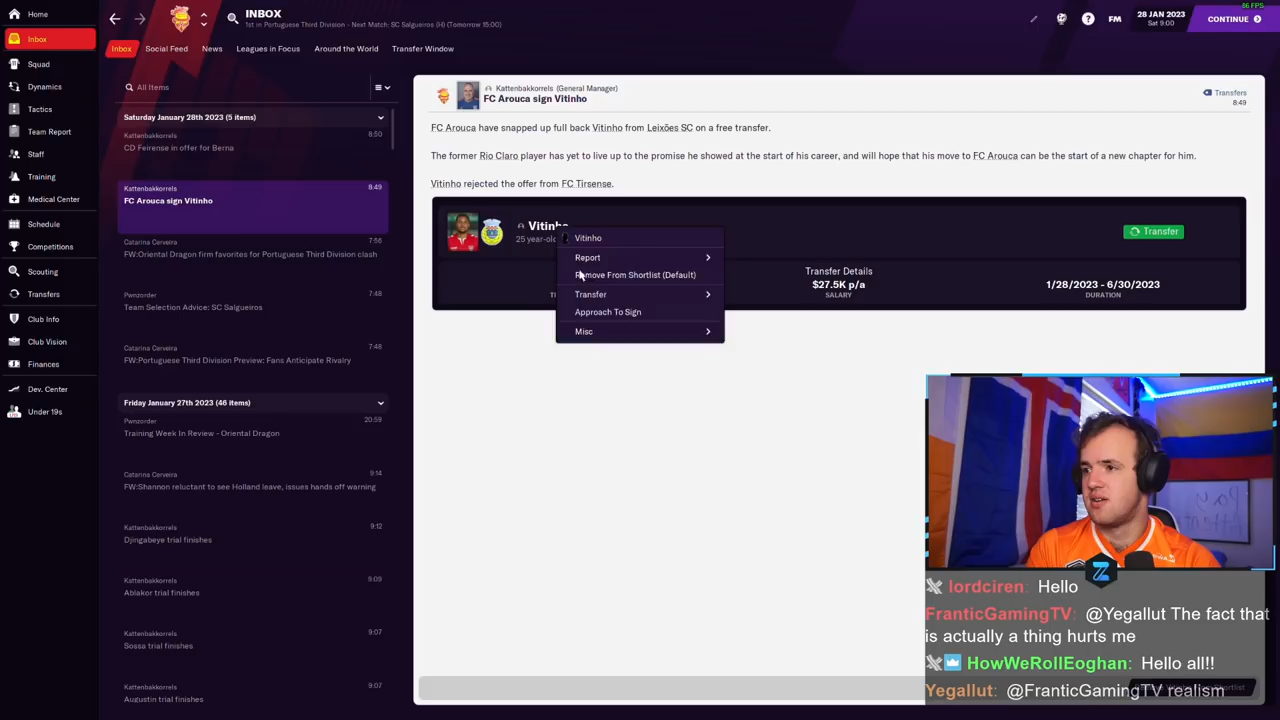 86 FPS
Home
INBOX
1st in Portuguese Third Division - Next Match: SC Salgueiros (H) (Tomorrow 15:00)
FM
28 JAN 2023
Sat 9:00
CONTINUE
Inbox
Squad
Dynamics
Tactics
Team Report
Staff
Training
Medical Center
Schedule
Competitions
Scouting
Transfers
Club Info
Club Vision
Finances
Dev. Center
Under 19s
Inbox
Social Feed
News
Leagues in Focus
Around the World
Transfer Window
All Items
Saturday January 28th 2023 (5 items)
Kattenbakkorrels 8:50
CD Feirense in offer for Berna
Kattenbakkorrels 8:49
FC Arouca sign Vitinho
Catarina Cerveira 7:56
FW:Oriental Dragon firm favorites for Portuguese Third Division clash
Pwnzorder 7:48
Team Selection Advice: SC Salgueiros
Catarina Cerveira 7:48
FW:Portuguese Third Division Preview: Fans Anticipate Rivalry
Friday January 27th 2023 (46 items)
Pwnzorder 20:59
Training Week In Review - Oriental Dragon
Catarina Cerveira 9:14
FW:Shannon reluctant to see Holland leave, issues hands off warning
Kattenbakkorrels 9:12
Djingabeye trial finishes
Kattenbakkorrels 9:09
Ablakor trial finishes
Kattenbakkorrels 9:07
Sossa trial finishes
Kattenbakkorrels 9:07
Augustin trial finishes
Kattenbakkorrels (General Manager)
FC Arouca sign Vitinho
Transfers
8:49
FC Arouca have snapped up full back Vitinho from Leixões SC on a free transfer.
The former Rio Claro player has yet to live up to the promise he showed at the start of his career, and will hope that his move to FC Arouca can be the start of a new chapter for him.
Vitinho rejected the offer from FC Tirsense.
Vitinho
25 year-old
Transfer
Vitinho
Report
Remove From Shortlist (Default)
Transfer
Approach To Sign
Misc
Transfer Details
$27.5K p/a
SALARY
1/28/2023 - 6/30/2023
DURATION
lordciren: Hello
FranticGamingTV: @Yegallut The fact that
is actually a thing hurts me
HowWeRollEoghan: Hello all!!
Yegallut: @FranticGamingTV realism